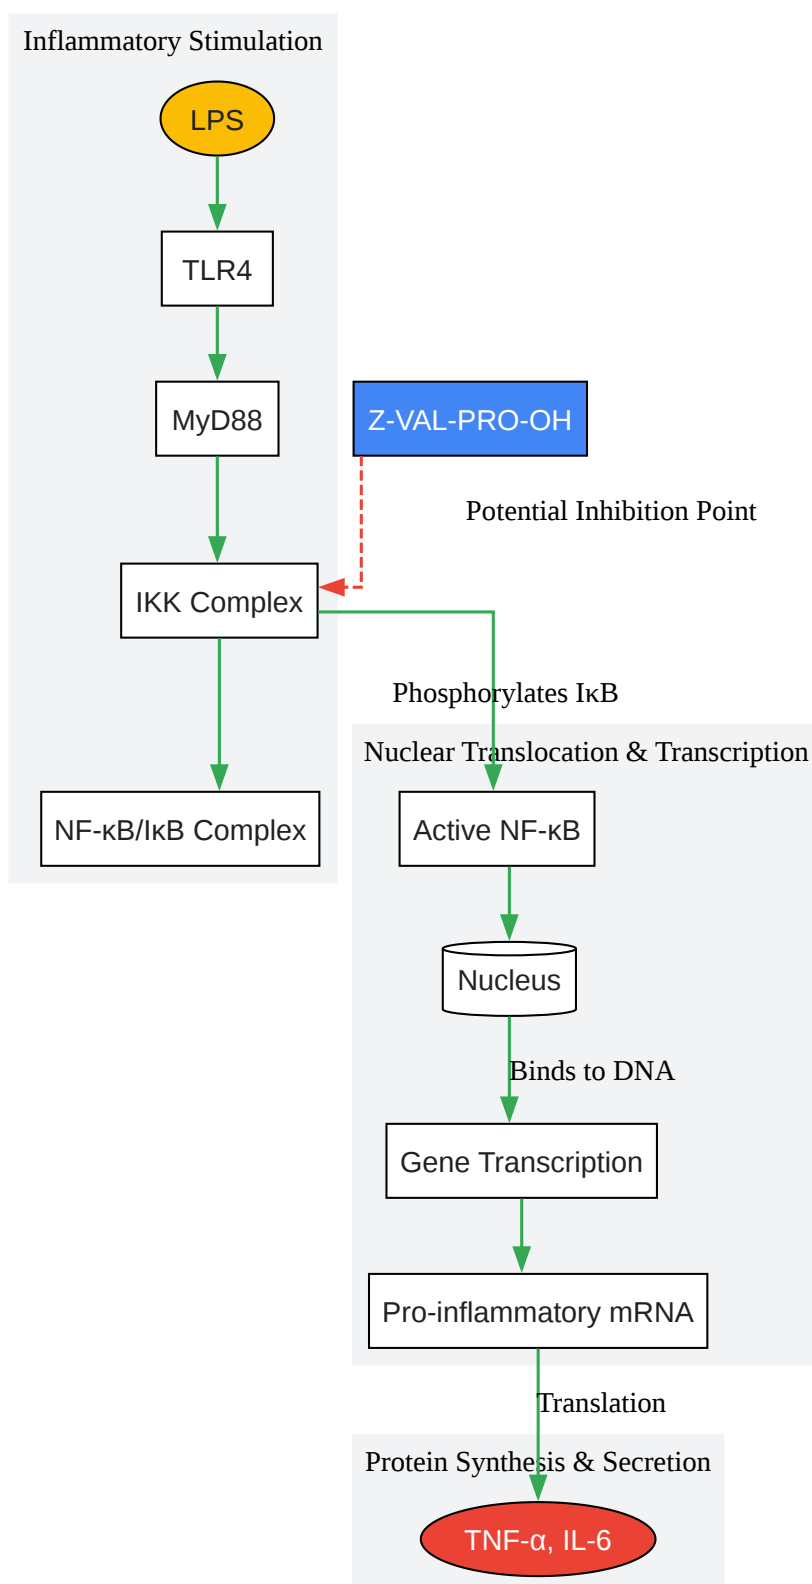 Inflammatory Stimulation
LPS
TLR4
MyD88
Z-VAL-PRO-OH
Potential Inhibition Point
IKK Complex
Phosphorylates IκB
Nuclear Translocation & Transcription
NF-κB/IκB Complex
Active NF-κB
Nucleus
Binds to DNA
Gene Transcription
Pro-inflammatory mRNA
Translation
Protein Synthesis & Secretion
TNF-α, IL-6